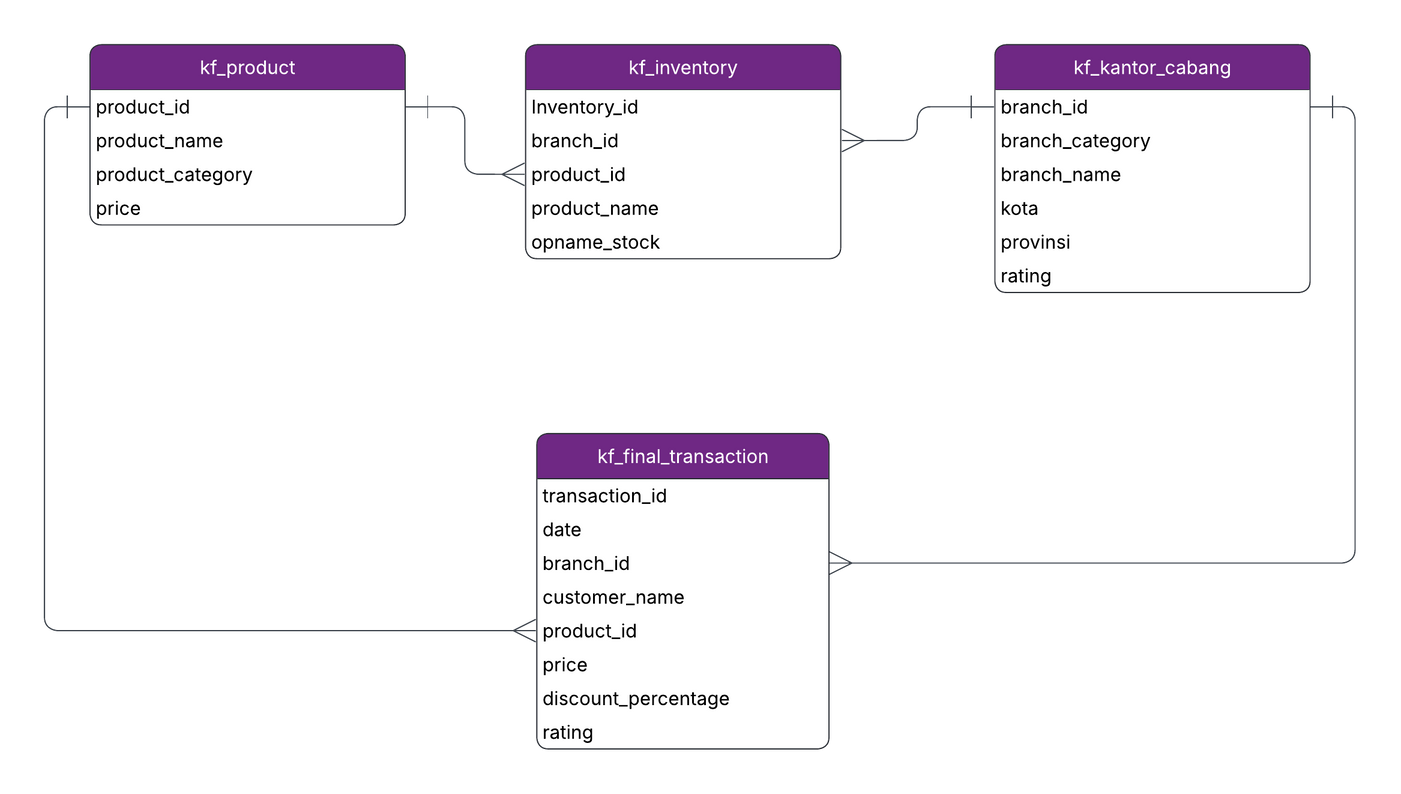 kf_product
product_id
product_name
product_category
price
kf_inventory
Inventory_id
branch_id
product_id
product_name
opname_stock
kf_kantor_cabang
branch_id
branch_category
branch_name
kota
provinsi
rating
kf_final_transaction
transaction_id
date
branch_id
customer_name
product_id
price
discount_percentage
rating